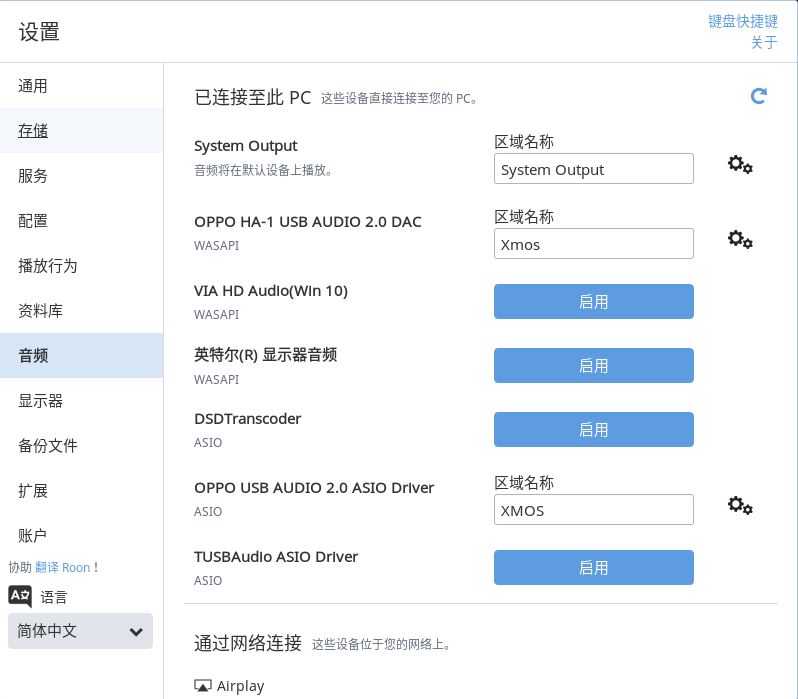 设置
键盘快捷键
关于
通用
存储
服务
配置
播放行为
资料库
音频
显示器
备份文件
扩展
账户
协助 翻译 Roon！
语言
简体中文
已连接至此 PC 这些设备直接连接至您的 PC。
System Output
音频将在默认设备上播放。
区域名称
System Output
OPPO HA-1 USB AUDIO 2.0 DAC
WASAPI
区域名称
Xmos
VIA HD Audio(Win 10)
WASAPI
启用
英特尔(R) 显示器音频
WASAPI
启用
DSDTranscoder
ASIO
启用
OPPO USB AUDIO 2.0 ASIO Driver
ASIO
区域名称
XMOS
TUSBAudio ASIO Driver
ASIO
启用
通过网络连接 这些设备位于您的网络上。
Airplay